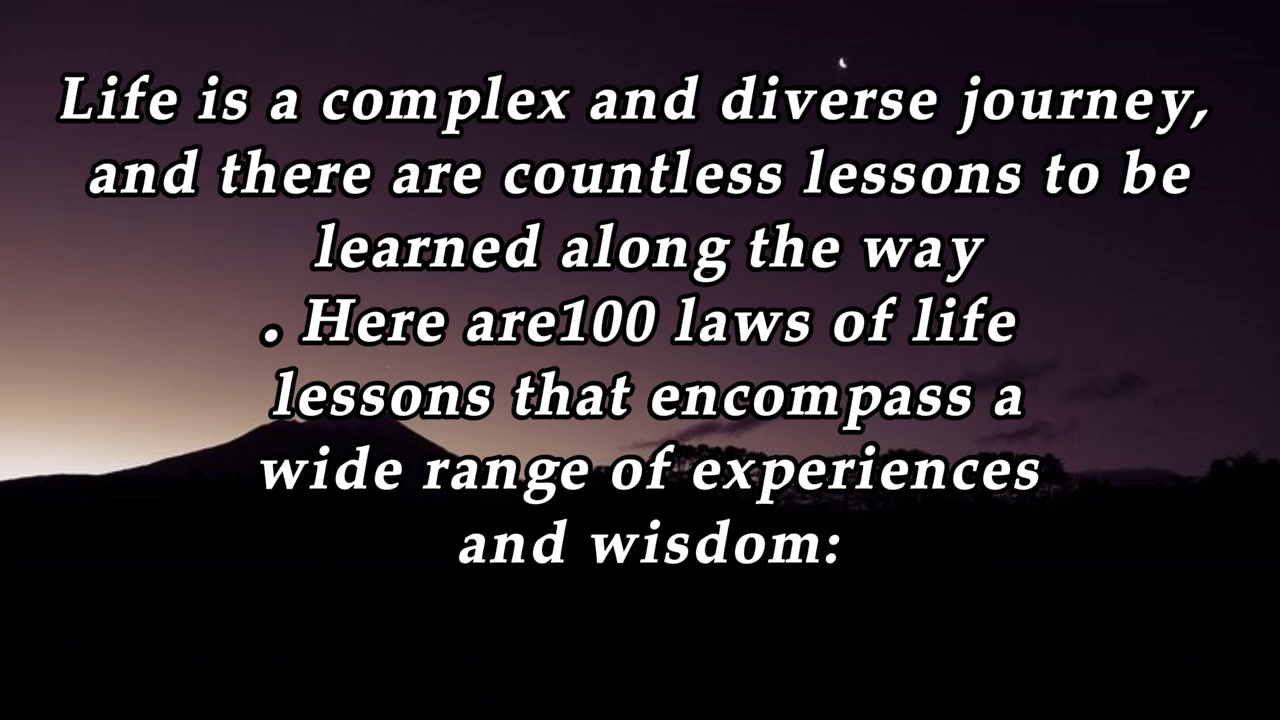 Life is a complex and diverse journey,
and there are countless lessons to be
learned along the way
. Here are100 laws of life
lessons that encompass a
wide range of experiences
and wisdom: